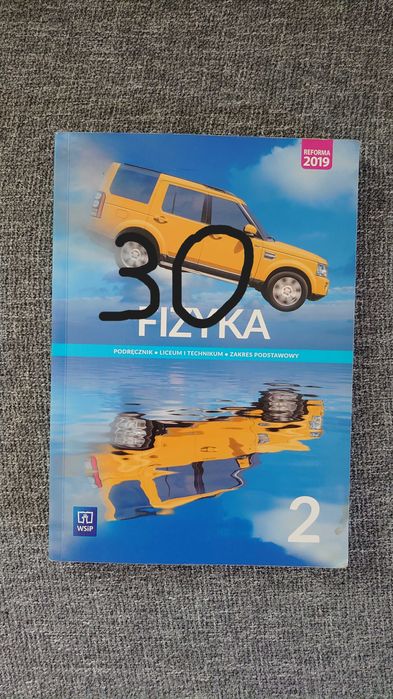 REFORMA
2019
30
FIZYKA
PODRĘCZNIK • LICEUM I TECHNIKUM • ZAKRES PODSTAWOWY
2
WSiP